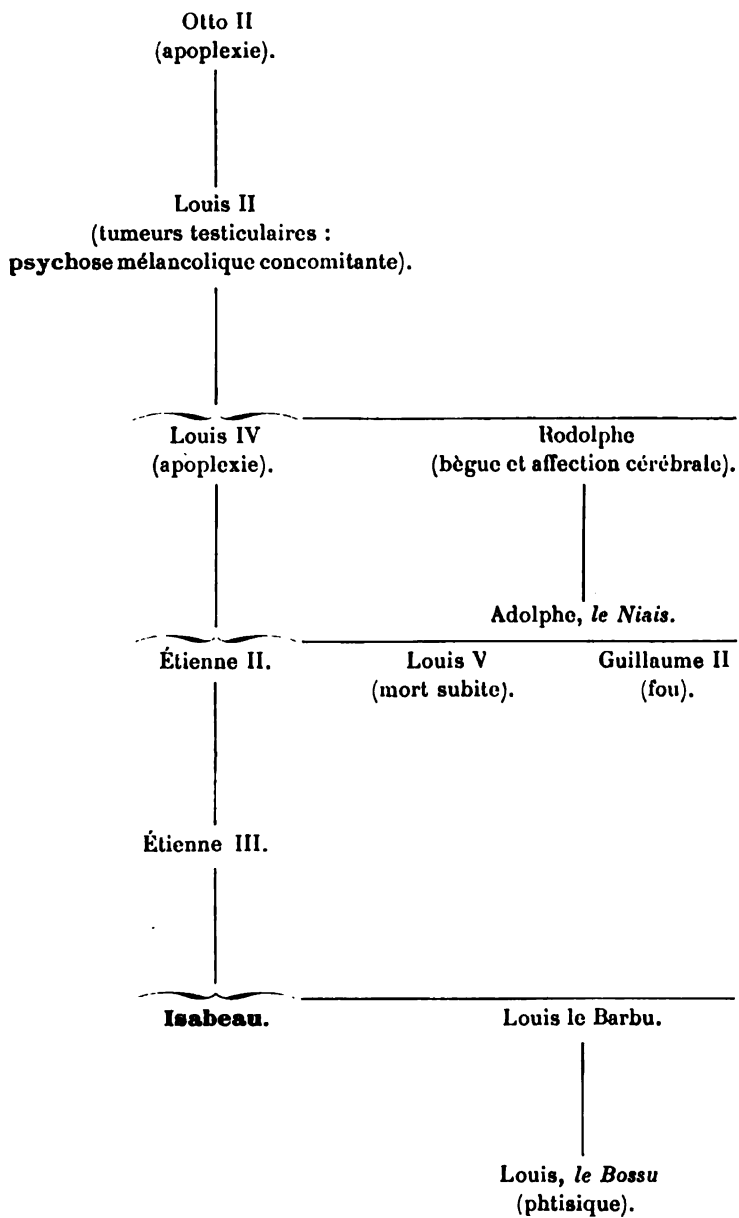 Otto II
(apoplexie).
Louis II
(tumeurs testiculaires :
psychose mélancolique concomitante).
Louis IV
(apoplexie).
Rodolphe
(bègue et affection cérébrale).
Adolphe, le Niais.
Étienne II.
Louis V
(mort subite).
Guillaume II
(fou).
Étienne III.
Isabeau.
Louis le Barbu.
Louis, le Bossu
(phtisique).